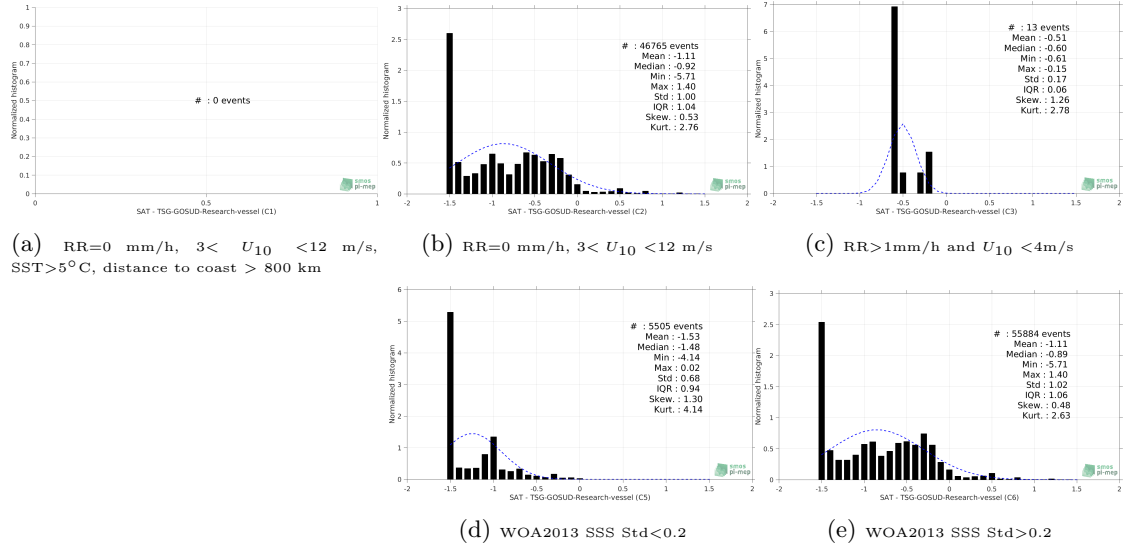 1
0.9
0.8
0.7
0.6
0.5
0.4
0.3
0.2
0.1
0
Normalized histogram
# : 0 events
0 0.5 1
SAT - TSG-GOSUD-Research-vessel (C1)
smos
pi-mep
(a) RR=0 mm/h, 3< U10 <12 m/s,
SST>5°C, distance to coast > 800 km
3
2.5
2
1.5
1
0.5
0
Normalized histogram
# : 46765 events
Mean : -1.11
Median : -0.92
Min : -5.71
Max : 1.40
Std : 1.00
IQR : 1.04
Skew. : 0.53
Kurt. : 2.76
-2 -1.5 -1 -0.5 0 0.5 1 1.5 2
SAT - TSG-GOSUD-Research-vessel (C2)
smos
pi-mep
(b) RR=0 mm/h, 3< U10 <12 m/s
7
6
5
4
3
2
1
0
Normalized histogram
# : 13 events
Mean : -0.51
Median : -0.60
Min : -0.61
Max : -0.15
Std : 0.17
IQR : 0.06
Skew. : 1.26
Kurt. : 2.78
-2 -1.5 -1 -0.5 0 0.5 1 1.5 2
SAT - TSG-GOSUD-Research-vessel (C3)
smos
pi-mep
(c) RR>1mm/h and U10 <4m/s
6
5
4
3
2
1
0
Normalized histogram
# : 5505 events
Mean : -1.53
Median : -1.48
Min : -4.14
Max : 0.02
Std : 0.68
IQR : 0.94
Skew. : 1.30
Kurt. : 4.14
-2 -1.5 -1 -0.5 0 0.5 1 1.5 2
SAT - TSG-GOSUD-Research-vessel (C5)
smos
pi-mep
(d) WOA2013 SSS Std<0.2
3
2.5
2
1.5
1
0.5
0
Normalized histogram
# : 55884 events
Mean : -1.11
Median : -0.89
Min : -5.71
Max : 1.40
Std : 1.02
IQR : 1.06
Skew. : 0.48
Kurt. : 2.63
-2 -1.5 -1 -0.5 0 0.5 1 1.5 2
SAT - TSG-GOSUD-Research-vessel (C6)
smos
pi-mep
(e) WOA2013 SSS Std>0.2